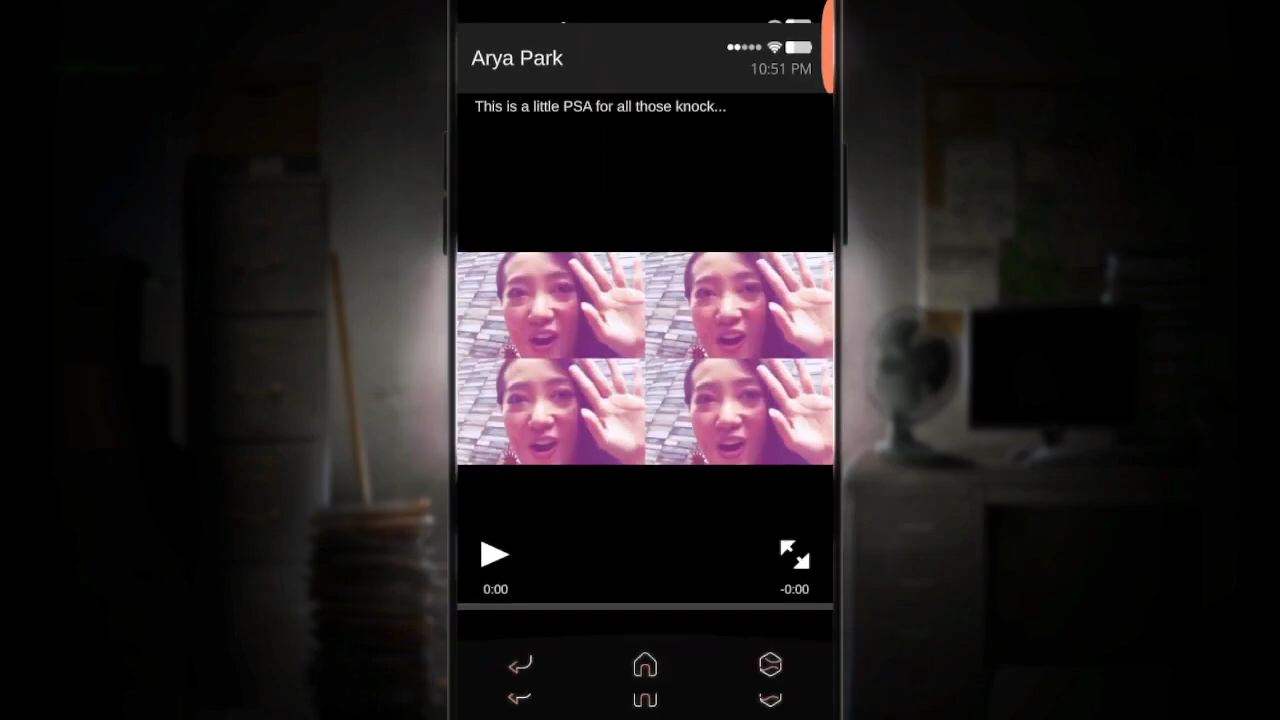 Arya Park
10:51 PM
This is a little PSA for all those knock...
0:00
-0:00